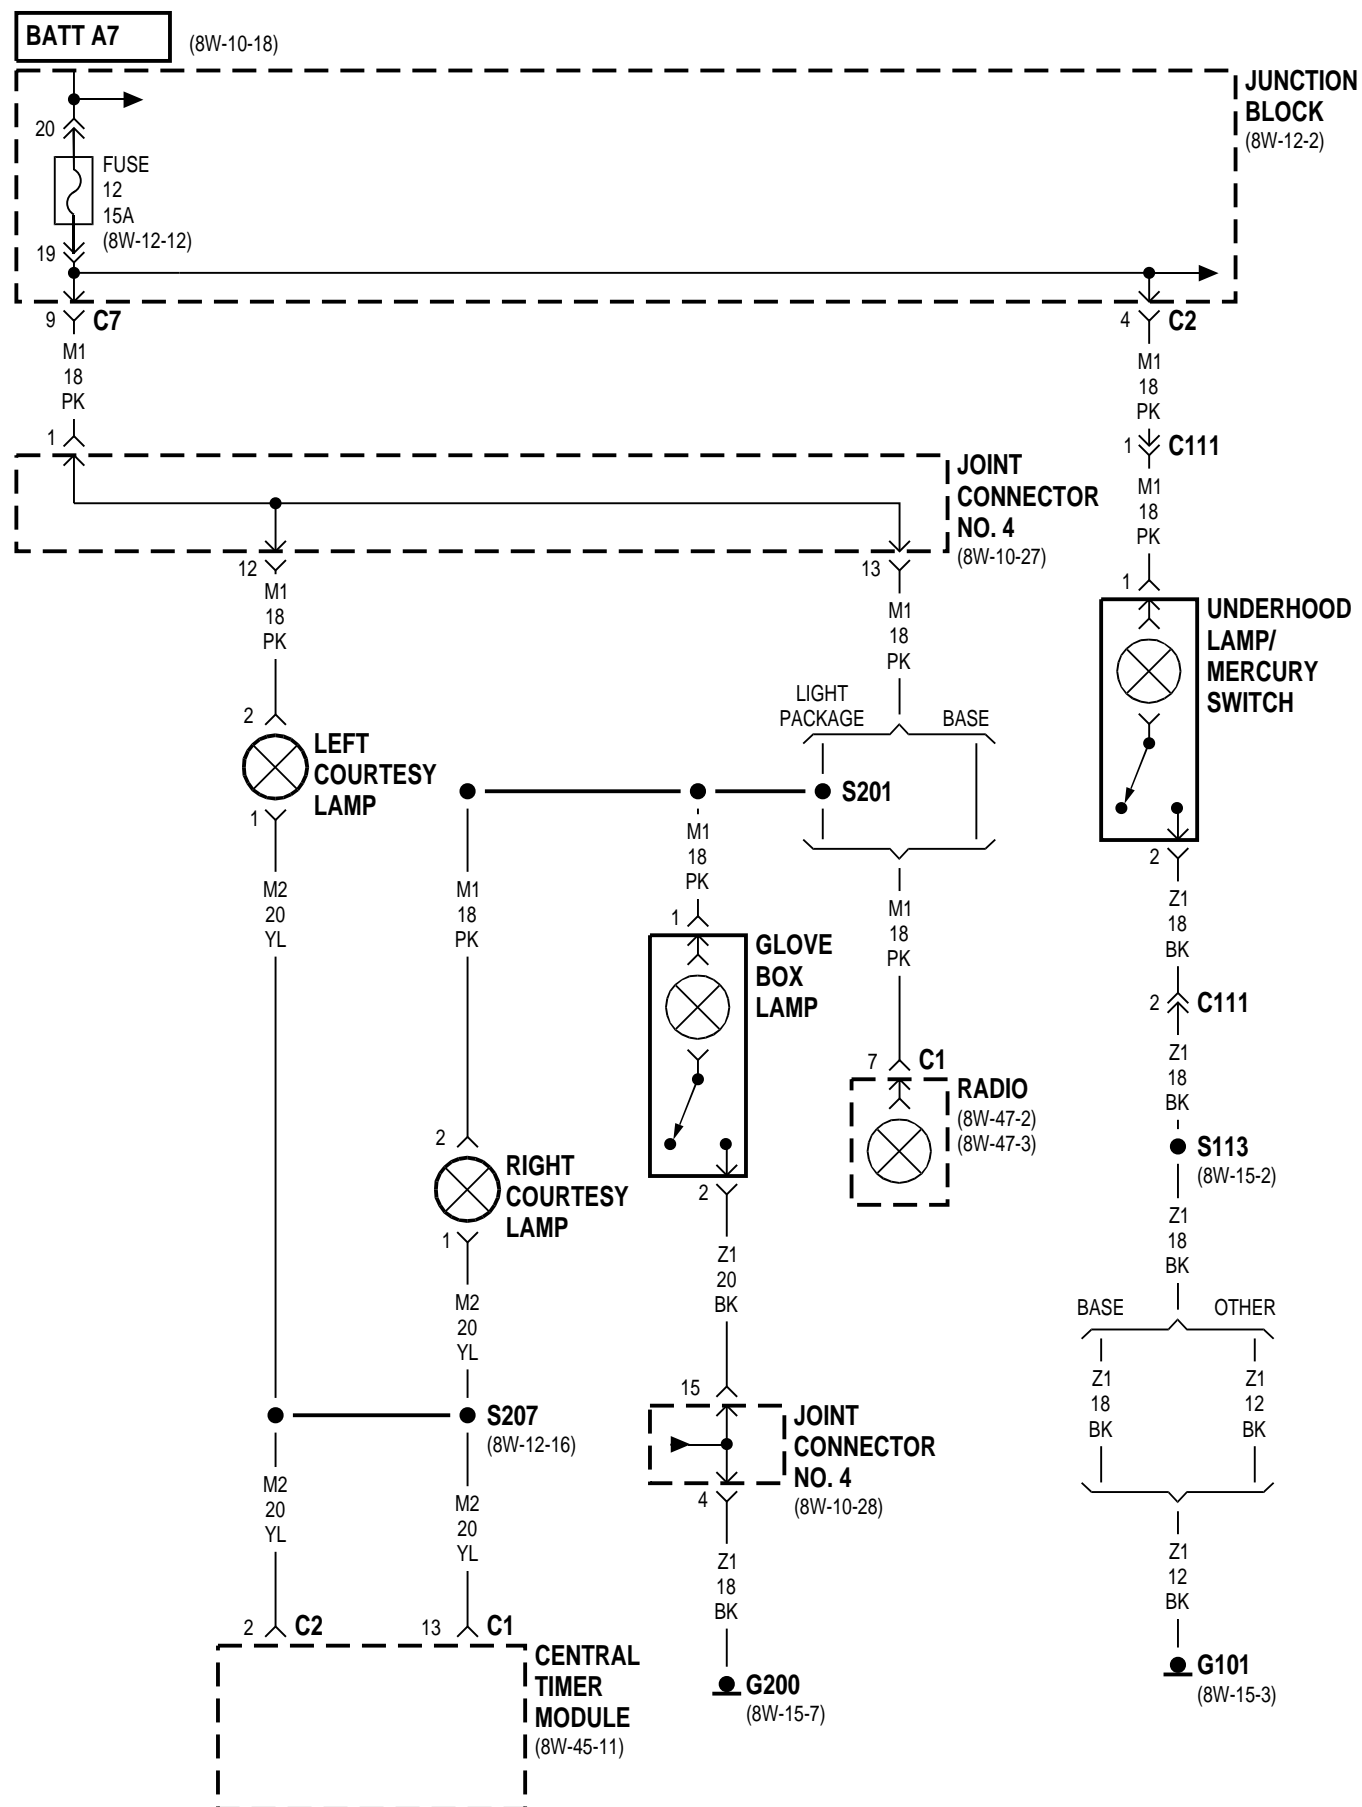 BATT A7
(8W-10-18)
JUNCTION
BLOCK
(8W-12-2)
20
FUSE
12
15A
(8W-12-12)
19
9
C7
4
C2
M1
18
PK
M1
18
PK
1
1
C111
JOINT
CONNECTOR
NO. 4
(8W-10-27)
M1
18
PK
12
13
1
M1
18
PK
M1
18
PK
UNDERHOOD
LAMP/
MERCURY
SWITCH
LIGHT
PACKAGE
BASE
2
LEFT
COURTESY
LAMP
1
S201
M1
18
PK
2
M2
20
YL
M1
18
PK
1
M1
18
PK
Z1
18
BK
GLOVE
BOX
LAMP
2
C111
7
C1
RADIO
(8W-47-2)
(8W-47-3)
Z1
18
BK
2
RIGHT
COURTESY
LAMP
1
2
S113
(8W-15-2)
Z1
20
BK
Z1
18
BK
M2
20
YL
BASE
OTHER
15
Z1
18
BK
Z1
12
BK
S207
(8W-12-16)
JOINT
CONNECTOR
NO. 4
(8W-10-28)
4
M2
20
YL
M2
20
YL
Z1
18
BK
Z1
12
BK
2
C2
13
C1
CENTRAL
TIMER
MODULE
(8W-45-11)
G200
(8W-15-7)
G101
(8W-15-3)